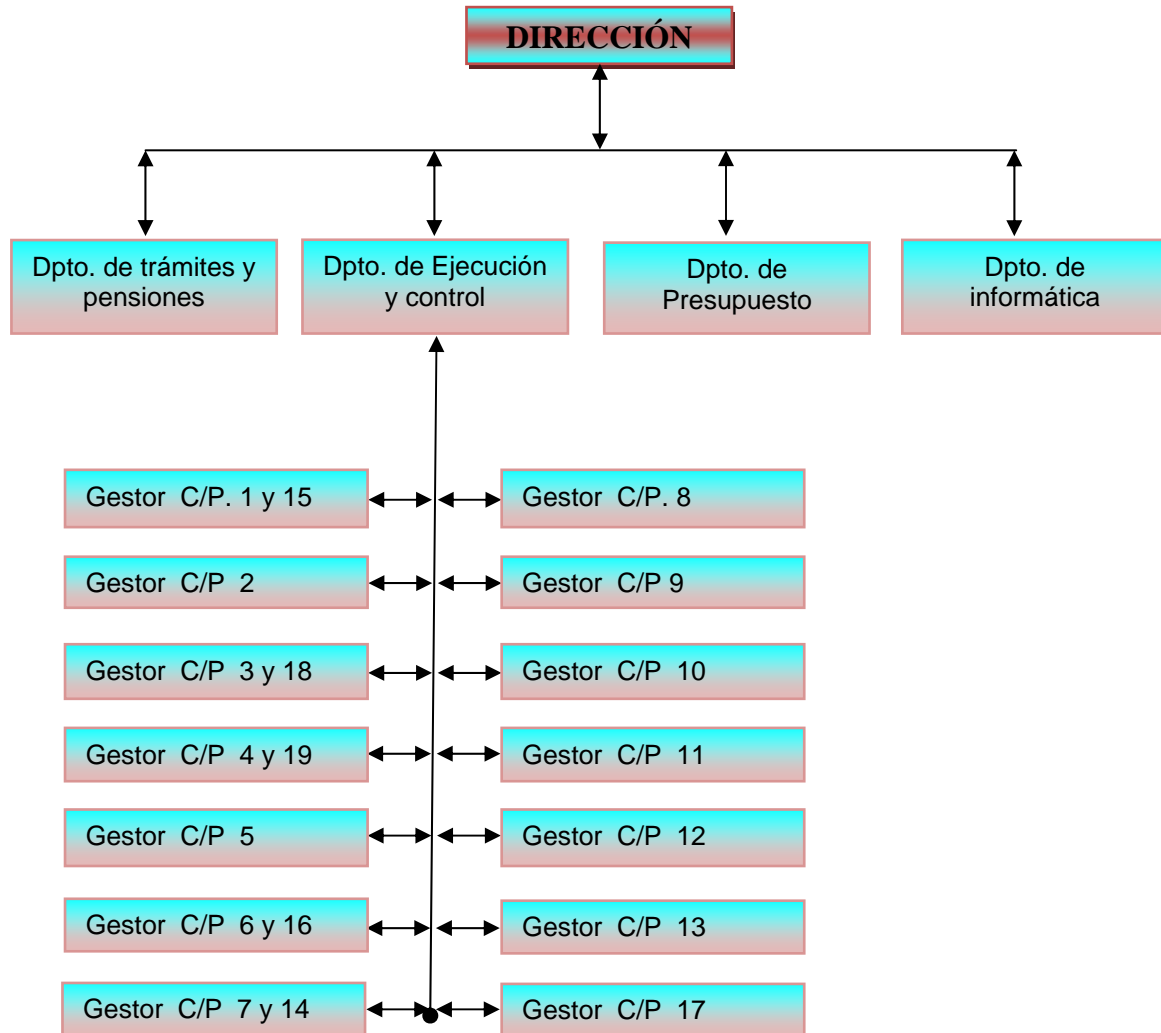 DIRECCIÓN
Dpto. de trámites y
pensiones
Dpto. de Ejecución
y control
Dpto. de
Presupuesto
Dpto. de
informática
Gestor C/P. 1 y 15
Gestor C/P. 8
Gestor C/P 2
Gestor C/P 9
Gestor C/P 3 y 18
Gestor C/P 10
Gestor C/P 4 y 19
Gestor C/P 11
Gestor C/P 5
Gestor C/P 12
Gestor C/P 6 y 16
Gestor C/P 13
Gestor C/P 7 y 14
Gestor C/P 17